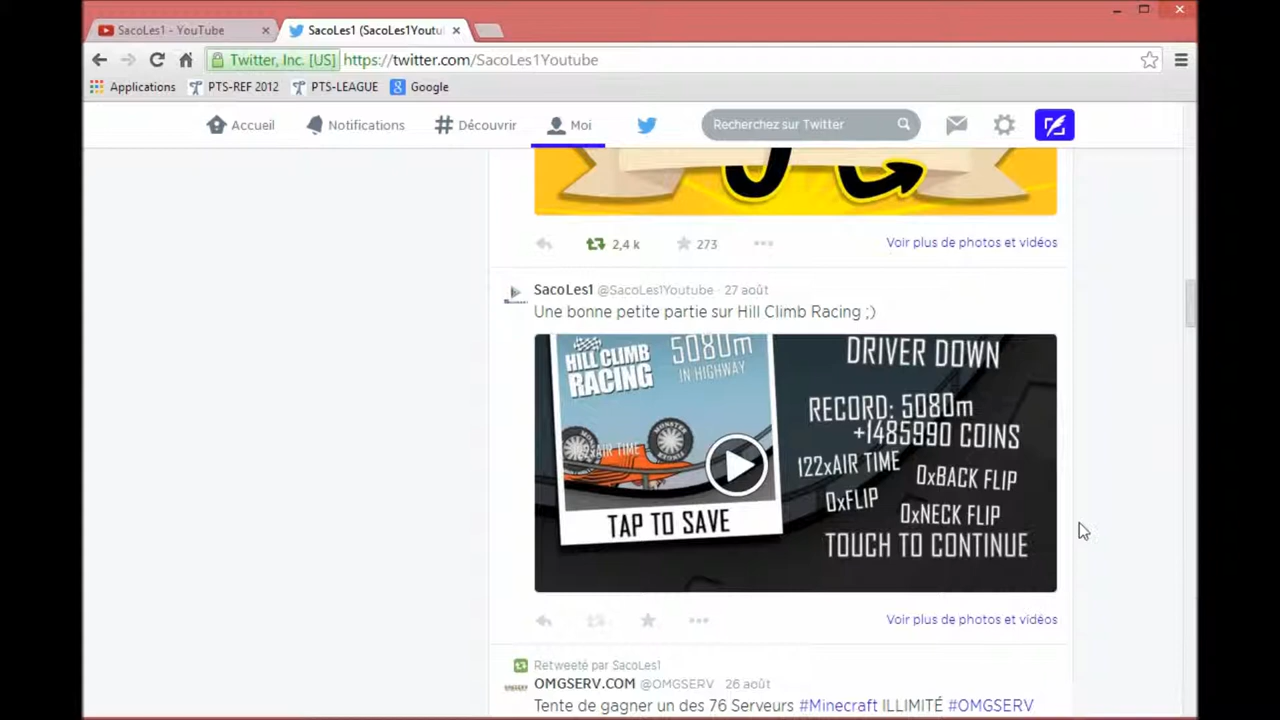 SacoLes1 - YouTube
SacoLes1 (SacoLes1Youtu
Twitter, Inc. [US] https://twitter.com/SacoLes1Youtube
Applications PTS-REF 2012 PTS-LEAGUE Google
Accueil Notifications Découvrir Moi Recherchez sur Twitter
2,4 k 273 Voir plus de photos et vidéos
SacoLes1 @SacoLes1Youtube · 27 août
Une bonne petite partie sur Hill Climb Racing ;)
HILL CLIMB RACING
5080m
IN HIGHWAY
AIR TIME
MONSTER
TAP TO SAVE
DRIVER DOWN
RECORD: 5080m
+1485990 COINS
122xAIR TIME 0xBACK FLIP
0xFLIP 0xNECK FLIP
TOUCH TO CONTINUE
Voir plus de photos et vidéos
Retweeté par SacoLes1
OMGSERV.COM @OMGSERV · 26 août
Tente de gagner un des 76 Serveurs #Minecraft ILLIMITÉ #OMGSERV